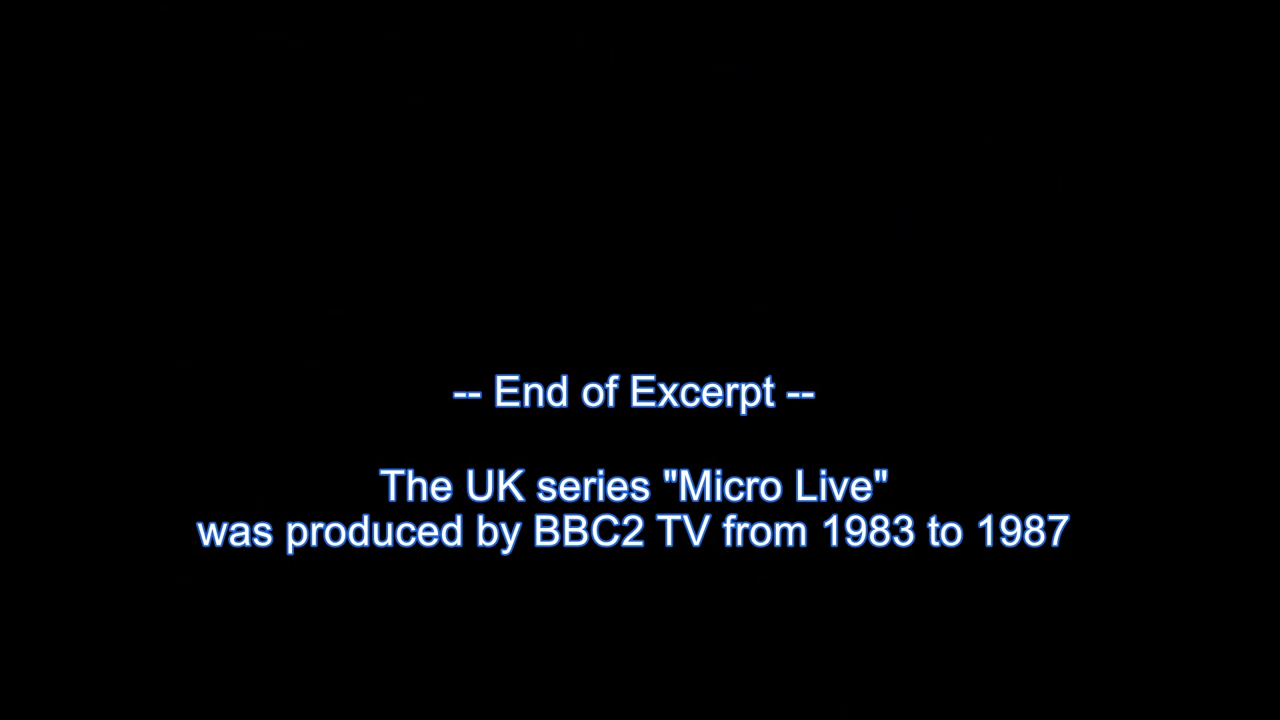 -- End of Excerpt --
The UK series "Micro Live"
was produced by BBC2 TV from 1983 to 1987